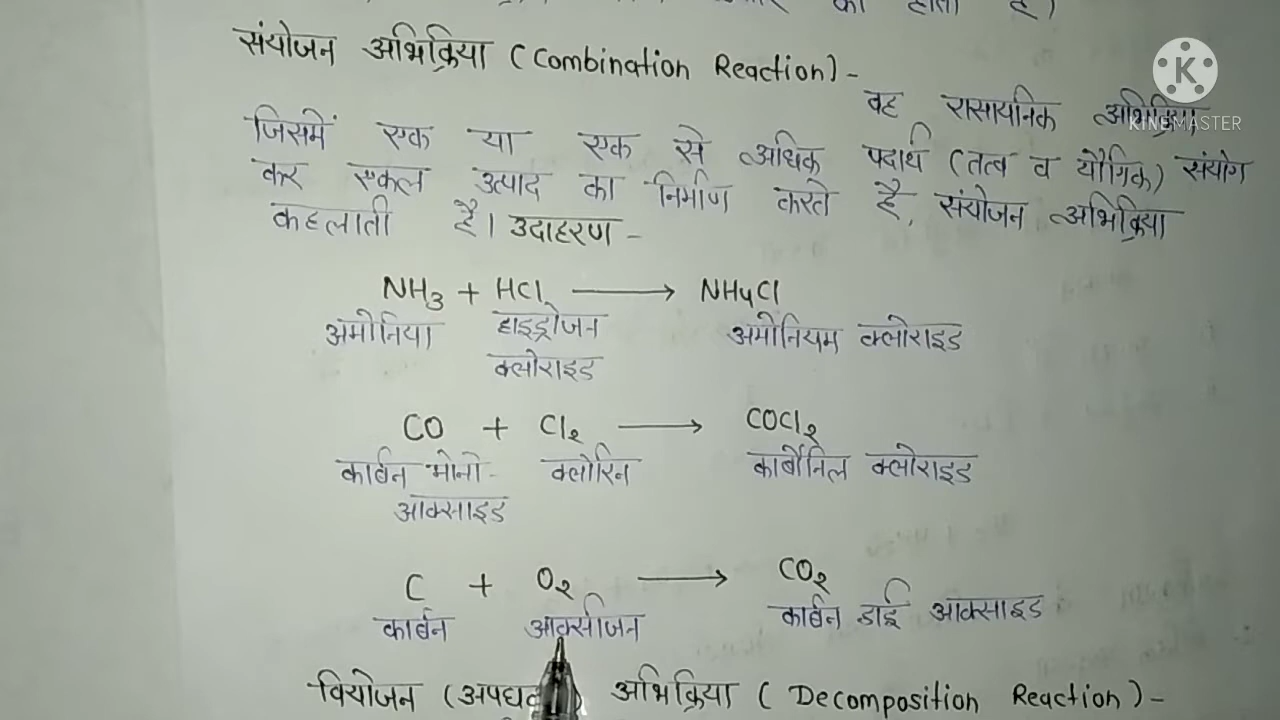 का होता है।
संयोजन अभिक्रिया (Combination Reaction) -
वह रासायनिक अभिक्रिया
जिसमें एक या एक से अधिक पदार्थ (तत्व व यौगिक) संयोग
कर एकल उत्पाद का निर्माण करते है, संयोजन अभिक्रिया
कहलाती है। उदाहरण -
NH3 + HCl ⟶ NH4Cl
अमोनिया हाइड्रोजन अमोनियम क्लोराइड
क्लोराइड
CO + Cl2 ⟶ COCl2
कार्बन मोनो- क्लोरिन कार्बोनिल क्लोराइड
आक्साइड
C + O2 ⟶ CO2
कार्बन आक्सीजन कार्बन डाई आक्साइड
वियोजन अभिक्रिया (Decomposition Reaction) -
K
KINEMASTER